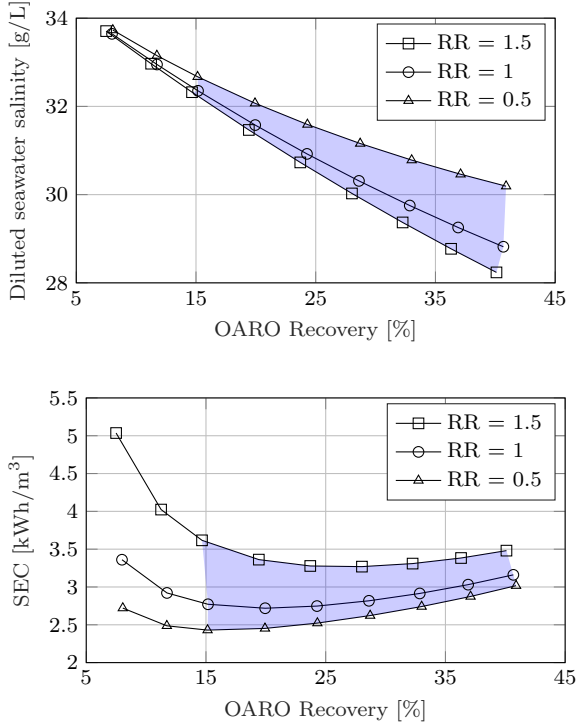 34
32
30
28
Diluted seawater salinity [g/L]
RR = 1.5
RR = 1
RR = 0.5
5
15
25
35
45
OARO Recovery [%]
5.5
5
4.5
4
3.5
3
2.5
2
SEC [kWh/m³]
RR = 1.5
RR = 1
RR = 0.5
5
15
25
35
45
OARO Recovery [%]